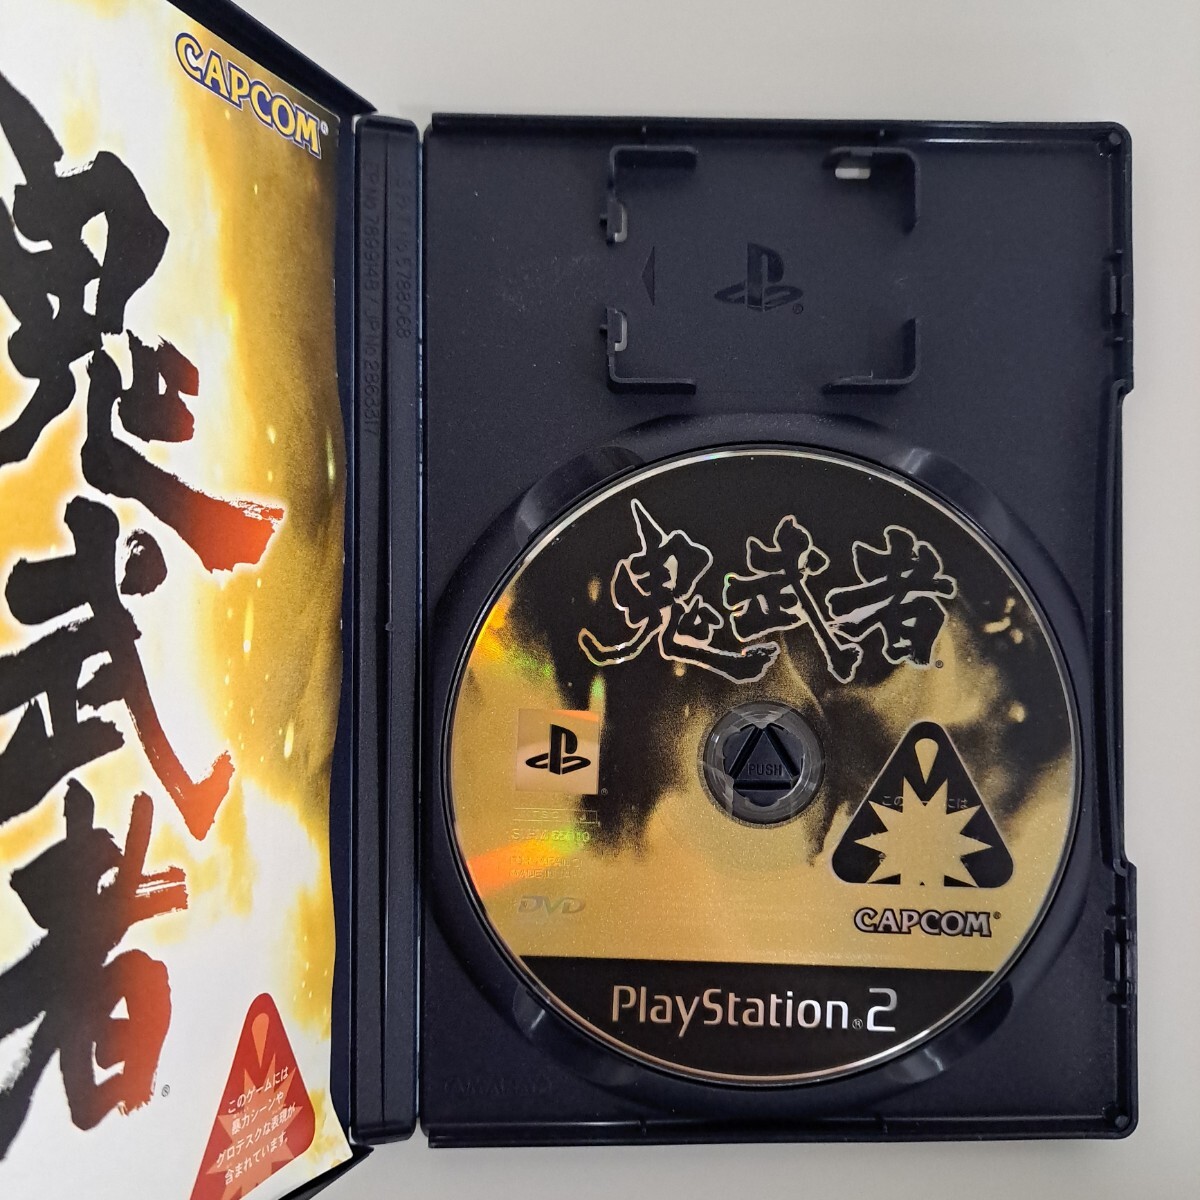 CAPCOM®
鬼武者®
このゲームには
暴力シーンや
グロテスクな表現が
含まれています。
鬼武者®
PUSH
CAPCOM®
DVD
PlayStation®2